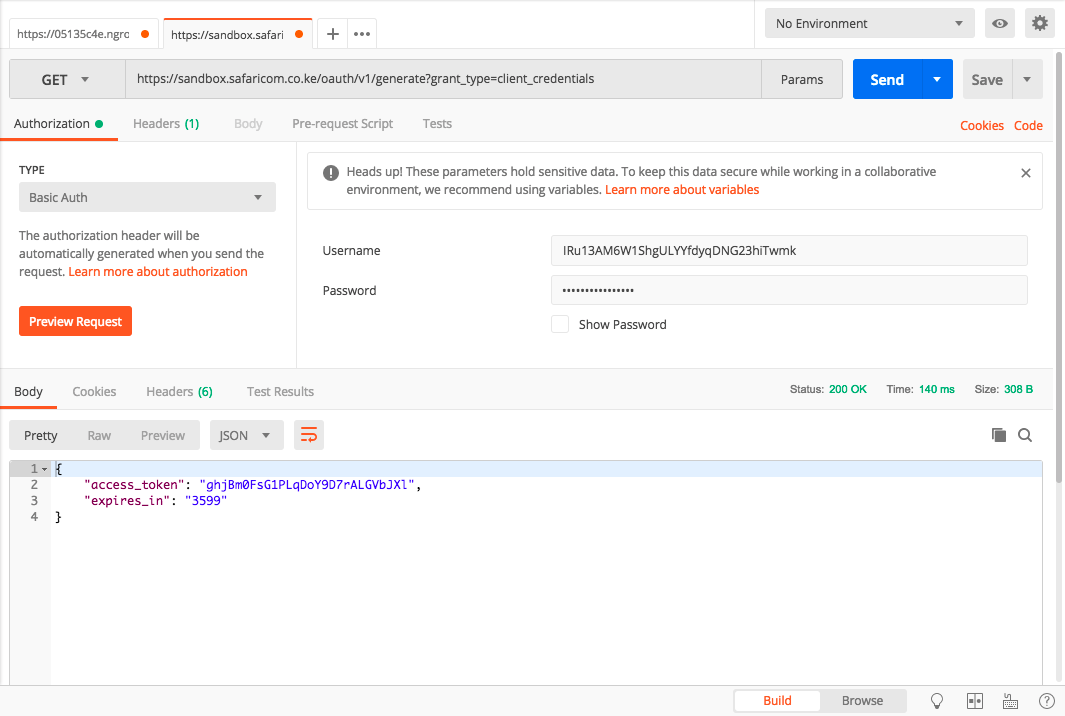 https://05135c4e.ngro
https://sandbox.safari
No Environment
GET
https://sandbox.safaricom.co.ke/oauth/v1/generate?grant_type=client_credentials
Params
Send
Save
Authorization
Headers (1)
Body
Pre-request Script
Tests
Cookies
Code
TYPE
Basic Auth
The authorization header will be
automatically generated when you send the
request. Learn more about authorization
Preview Request
Heads up! These parameters hold sensitive data. To keep this data secure while working in a collaborative
environment, we recommend using variables. Learn more about variables
Username
IRu13AM6W1ShgULYYfdyqDNG23hiTwmk
Password
••••••••••••••••
Show Password
Body
Cookies
Headers (6)
Test Results
Status: 200 OK
Time: 140 ms
Size: 308 B
Pretty
Raw
Preview
JSON
1 {
2 "access_token": "ghjBm0FsG1PLqDoY9D7rALGVbJXl",
3 "expires_in": "3599"
4 }
Build
Browse